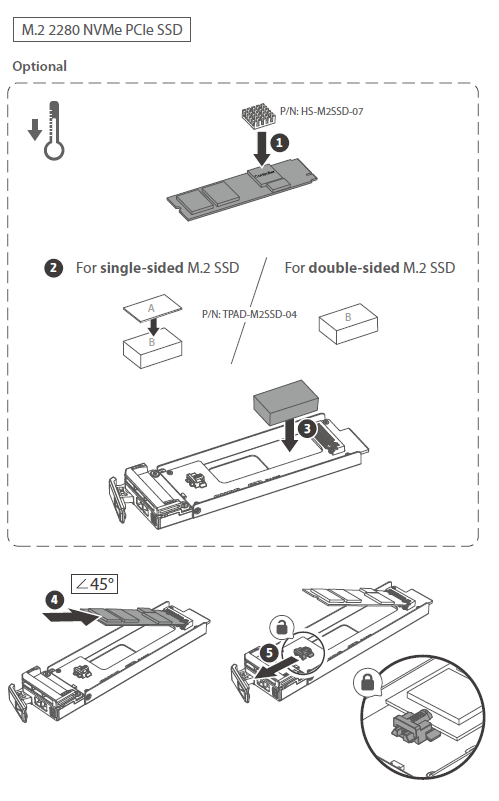 M.2 2280 NVMe PCIe SSD
Optional
P/N: HS-M2SSD-07
1
Controller
2 For single-sided M.2 SSD
For double-sided M.2 SSD
A
B
P/N: TPAD-M2SSD-04
B
3
4
∠45°
5